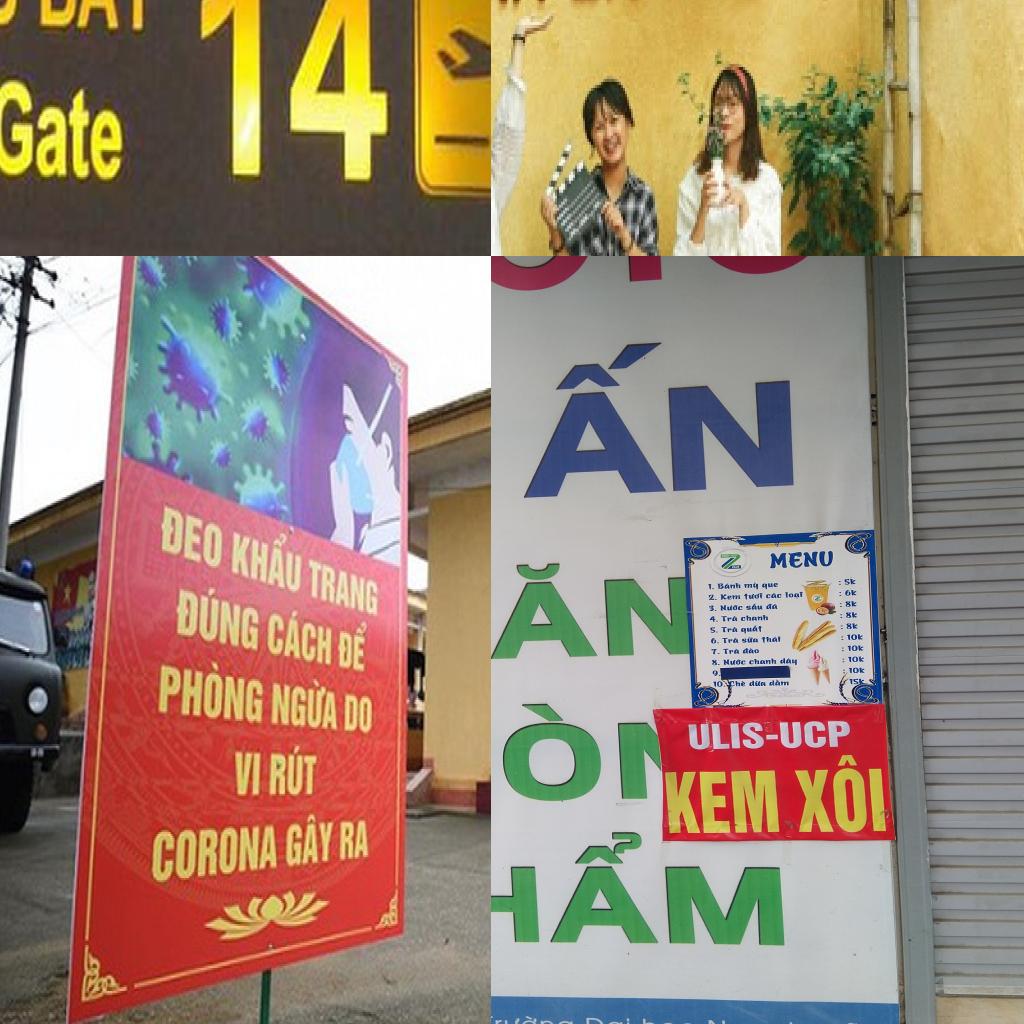 14
Gate
ĐEO KHẨU TRANG
ĐÚNG CÁCH ĐỂ
PHÒNG NGỪA DO
VI RÚT
CORONA GÂY RA
ẤN
ĂN
HẨM
MENU
1. Bánh mỳ que : 5k
2. Kem tươi các loại : 6k
3. Nước sấu đá : 8k
4. Trà chanh : 8k
5. Trà quất : 8k
6. Trà sữa thái : 10k
7. Trà đào : 10k
8. Nước chanh dây : 10k
9. : 10k
10. Chè dừa dầm 15k
ULIS-UCP
KEM XÔI